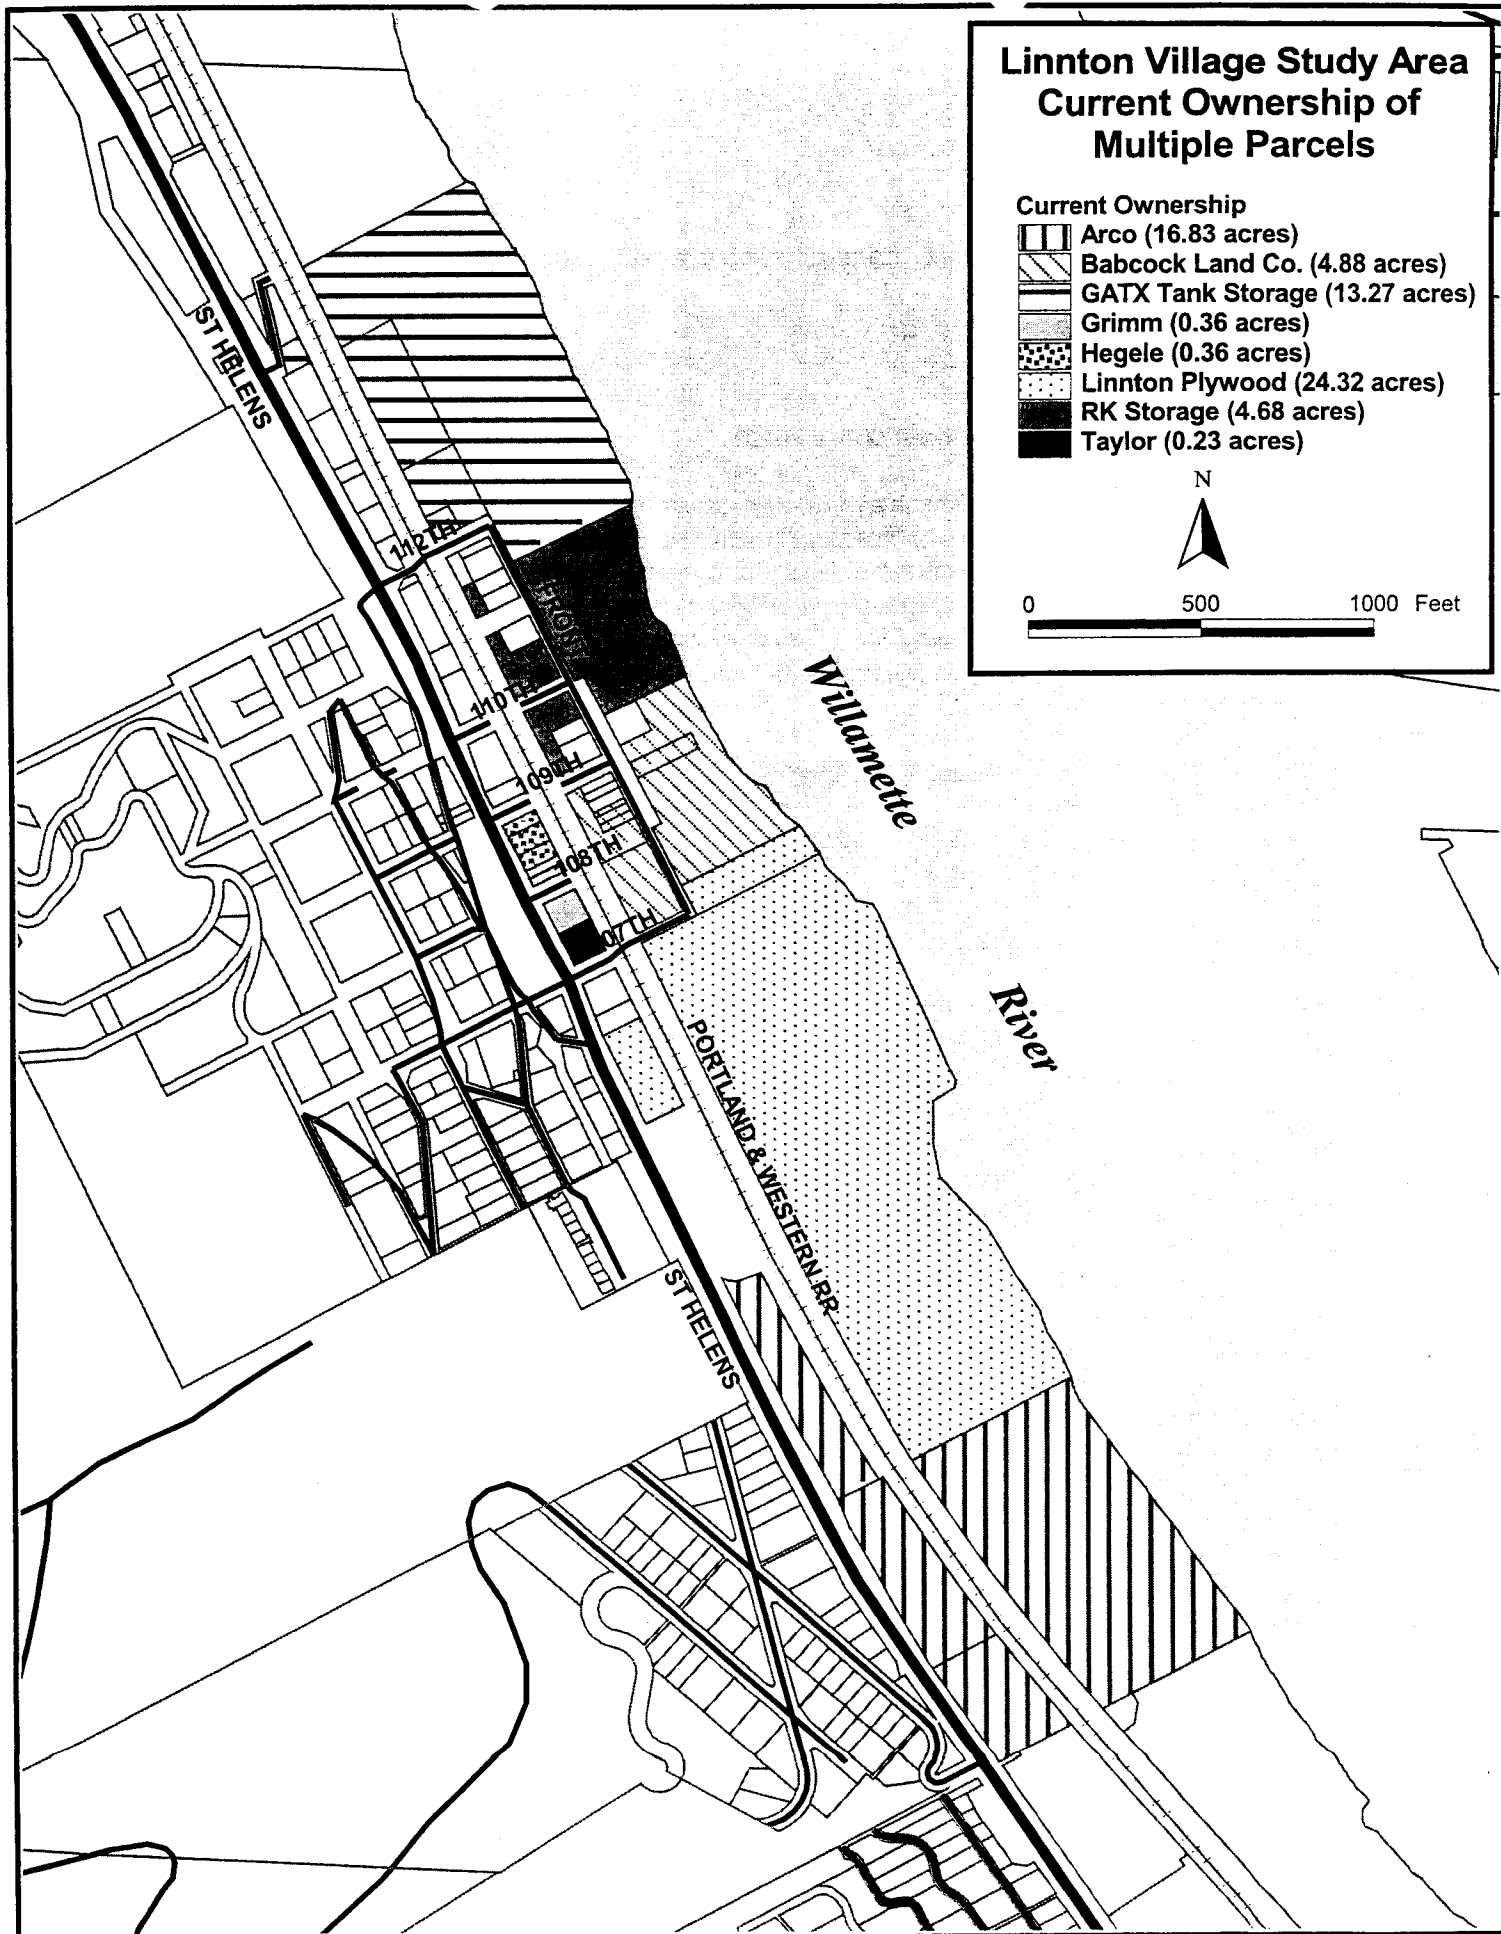 Linnton Village Study Area
Current Ownership of
Multiple Parcels
Current Ownership
Arco (16.83 acres)
Babcock Land Co. (4.88 acres)
GATX Tank Storage (13.27 acres)
Grimm (0.36 acres)
Hegele (0.36 acres)
Linnton Plywood (24.32 acres)
RK Storage (4.68 acres)
Taylor (0.23 acres)
N
0 500 1000 Feet
ST HELENS
112TH
FRONT
110TH
109TH
108TH
07TH
Willamette
River
PORTLAND & WESTERN RR
ST HELENS